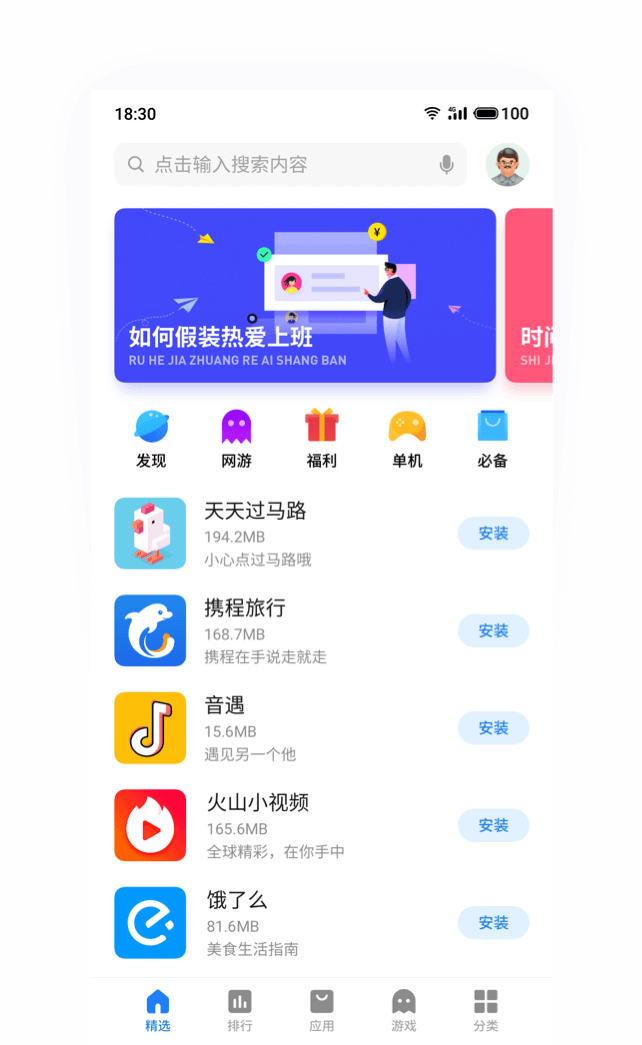 18:30
4G
100
点击输入搜索内容
¥
如何假装热爱上班
RU HE JIA ZHUANG RE AI SHANG BAN
时间
SHI J
发现
网游
福利
单机
必备
天天过马路
194.2MB
小心点过马路哦
安装
携程旅行
168.7MB
携程在手说走就走
安装
音遇
15.6MB
遇见另一个他
安装
火山小视频
165.6MB
全球精彩，在你手中
安装
饿了么
81.6MB
美食生活指南
安装
精选
排行
应用
游戏
分类